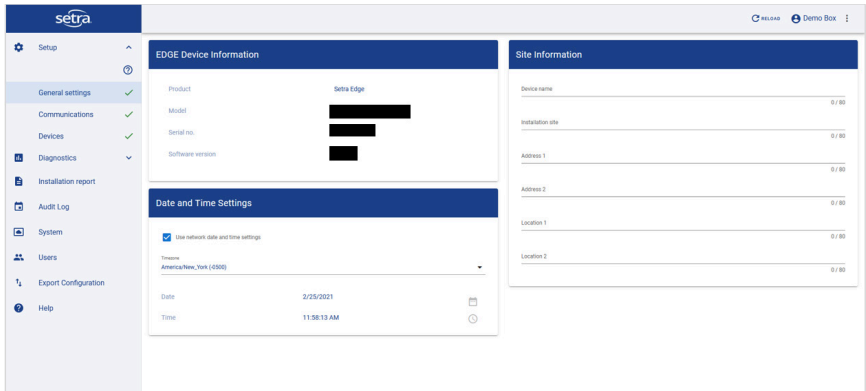 setra
RELOAD
Demo Box
Setup
General settings
Communications
Devices
Diagnostics
Installation report
Audit Log
System
Users
Export Configuration
Help
EDGE Device Information
Product Setra Edge
Model
Serial no.
Software version
Date and Time Settings
Use network date and time settings
Timezone
America/New_York (-0500)
Date 2/25/2021
Time 11:58:13 AM
Site Information
Device name
0 / 80
Installation site
0 / 80
Address 1
0 / 80
Address 2
0 / 80
Location 1
0 / 80
Location 2
0 / 80